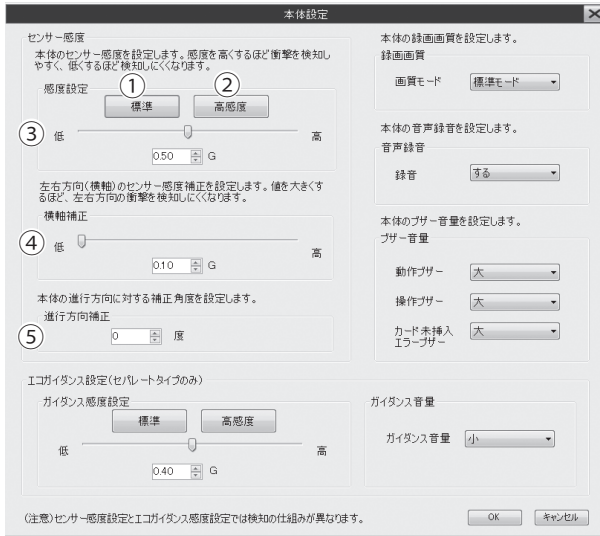 本体設定
センサー感度
本体のセンサー感度を設定します。感度を高くするほど衝撃を検知し
やすく、低くするほど検知しにくくなります。
感度設定
① ②
標準 高感度
③ 低 高
0.50 G
左右方向(横軸)のセンサー感度補正を設定します。値を大きくす
るほど、左右方向の衝撃を検知しにくくなります。
横軸補正
④ 低 高
0.10 G
本体の進行方向に対する補正角度を設定します。
進行方向補正
⑤ 0 度
本体の録画画質を設定します。
録画画質
画質モード 標準モード
本体の音声録音を設定します。
音声録音
録音 する
本体のブザー音量を設定します。
ブザー音量
動作ブザー 大
操作ブザー 大
カード未挿入 大
エラーブザー
エコガイダンス設定(セパレートタイプのみ)
ガイダンス感度設定
標準 高感度
低 高
0.40 G
ガイダンス音量
ガイダンス音量 小
(注意)センサー感度設定とエコガイダンス感度設定では検知の仕組みが異なります。
OK キャンセル